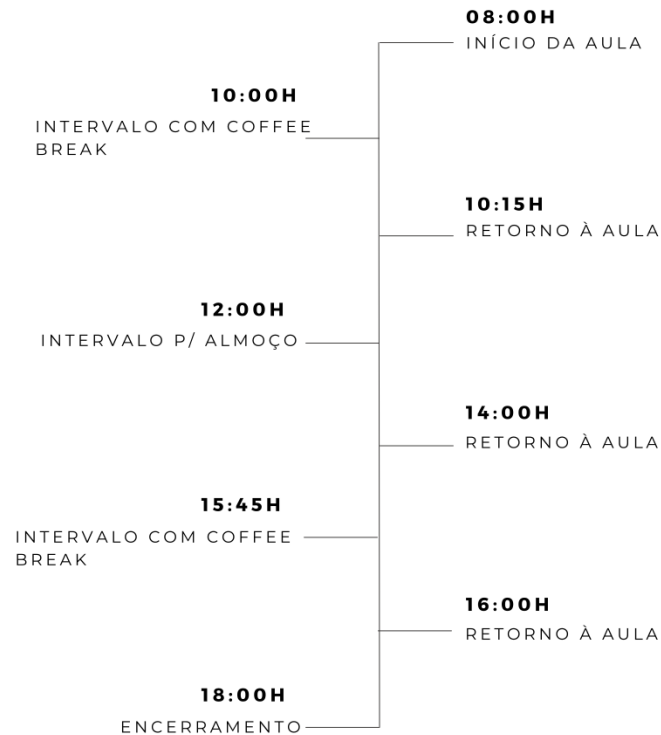 08:00H
INÍCIO DA AULA
10:00H
INTERVALO COM COFFEE
BREAK
10:15H
RETORNO À AULA
12:00H
INTERVALO P/ ALMOÇO
14:00H
RETORNO À AULA
15:45H
INTERVALO COM COFFEE
BREAK
16:00H
RETORNO À AULA
18:00H
ENCERRAMENTO